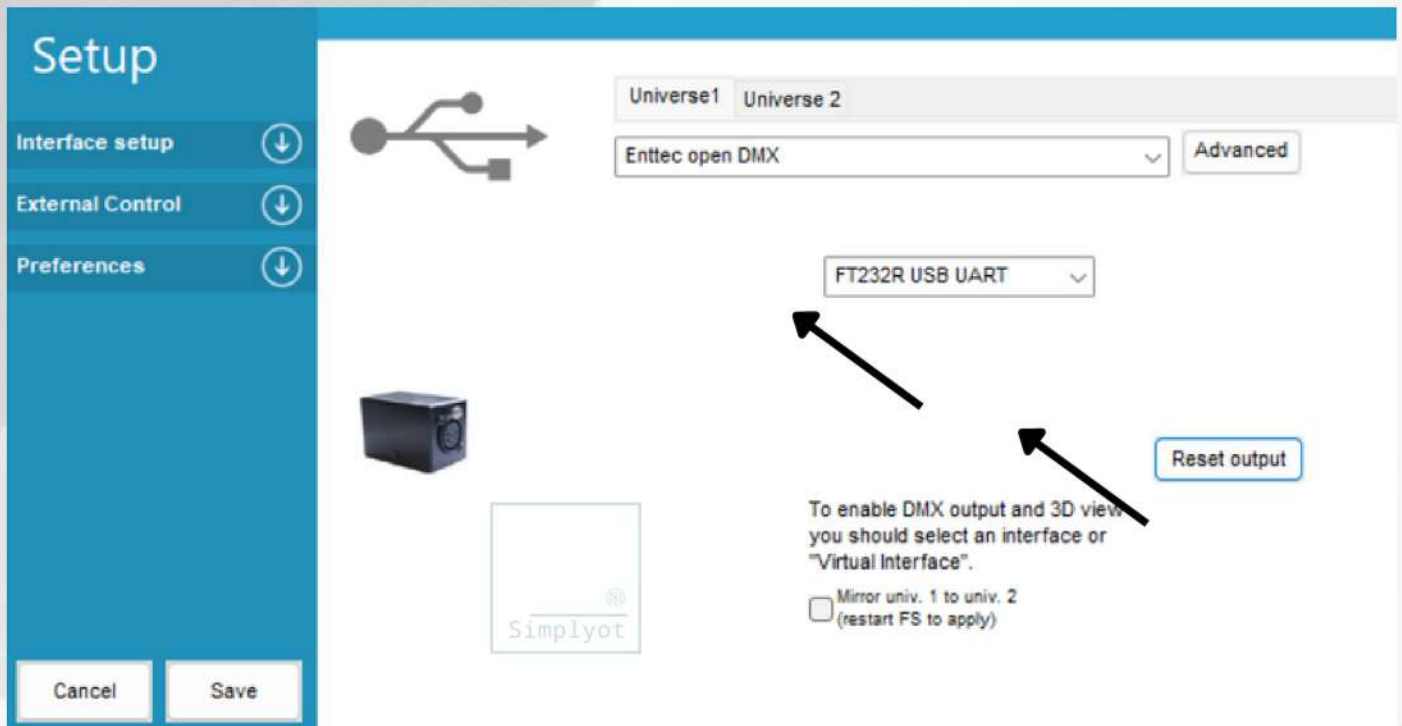 Setup
Interface setup
External Control
Preferences
Cancel
Save
Universe1
Universe 2
Enttec open DMX
Advanced
FT232R USB UART
Reset output
To enable DMX output and 3D view
you should select an interface or
"Virtual Interface".
Mirror univ. 1 to univ. 2
(restart FS to apply)
Simplyot